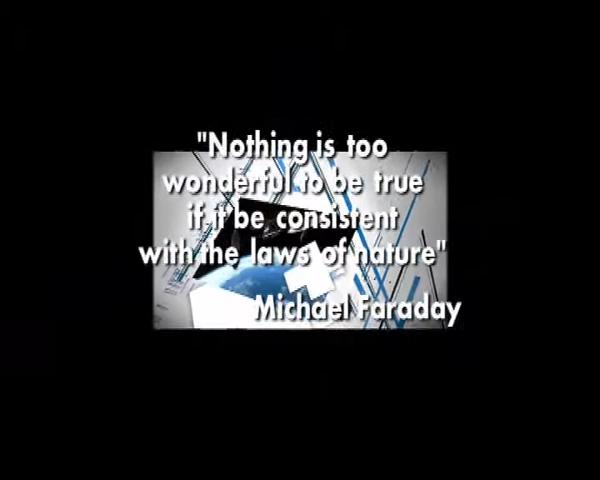 "Nothing is too
wonderful to be true
if it be consistent
with the laws of nature"
Michael Faraday